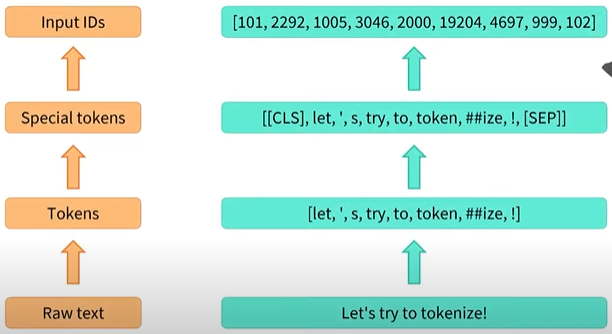 Input IDs
[101, 2292, 1005, 3046, 2000, 19204, 4697, 999, 102]
Special tokens
[[CLS], let, ', s, try, to, token, ##ize, !, [SEP]]
Tokens
[let, ', s, try, to, token, ##ize, !]
Raw text
Let's try to tokenize!